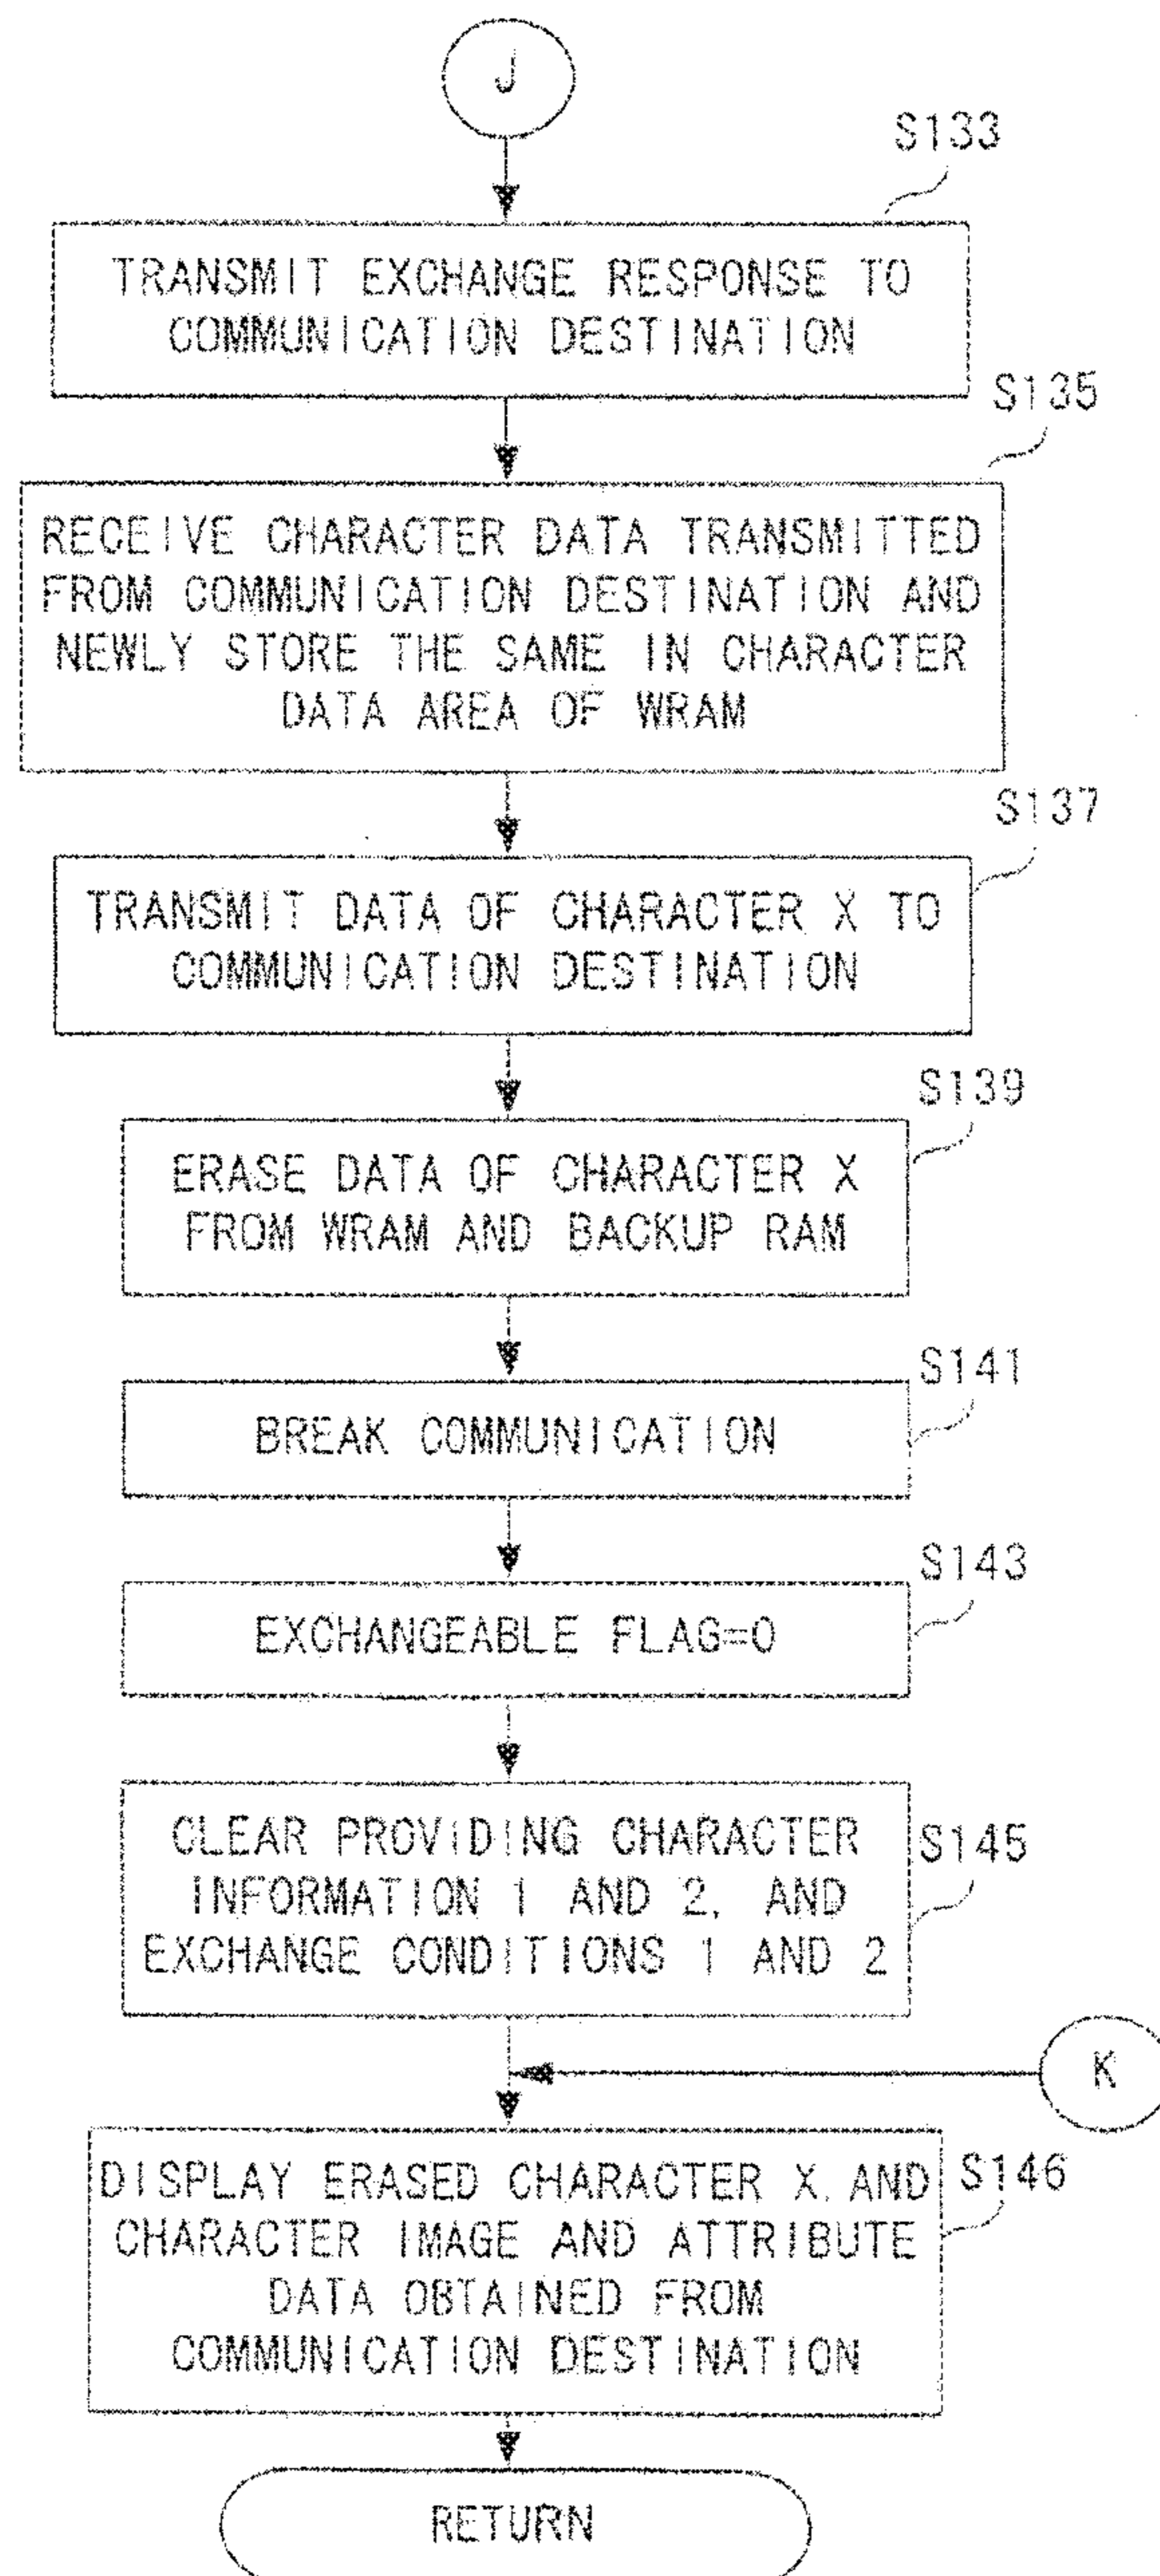 J
S133
TRANSMIT EXCHANGE RESPONSE TO
COMMUNICATION DESTINATION
S135
RECEIVE CHARACTER DATA TRANSMITTED
FROM COMMUNICATION DESTINATION AND
NEWLY STORE THE SAME IN CHARACTER
DATA AREA OF WRAM
S137
TRANSMIT DATA OF CHARACTER X TO
COMMUNICATION DESTINATION
S139
ERASE DATA OF CHARACTER X
FROM WRAM AND BACKUP RAM
S141
BREAK COMMUNICATION
S143
EXCHANGEABLE FLAG=0
S145
CLEAR PROVIDING CHARACTER
INFORMATION 1 AND 2, AND
EXCHANGE CONDITIONS 1 AND 2
K
S146
DISPLAY ERASED CHARACTER X, AND
CHARACTER IMAGE AND ATTRIBUTE
DATA OBTAINED FROM
COMMUNICATION DESTINATION
RETURN